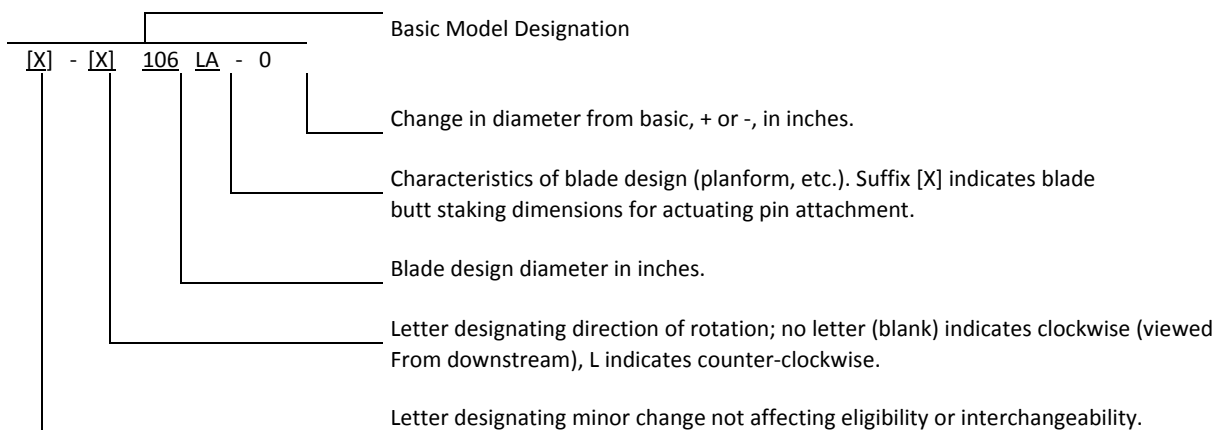 Basic Model Designation
[X] - [X] 106 LA - 0
Change in diameter from basic, + or -, in inches.
Characteristics of blade design (planform, etc.). Suffix [X] indicates blade
butt staking dimensions for actuating pin attachment.
Blade design diameter in inches.
Letter designating direction of rotation; no letter (blank) indicates clockwise (viewed
From downstream), L indicates counter-clockwise.
Letter designating minor change not affecting eligibility or interchangeability.